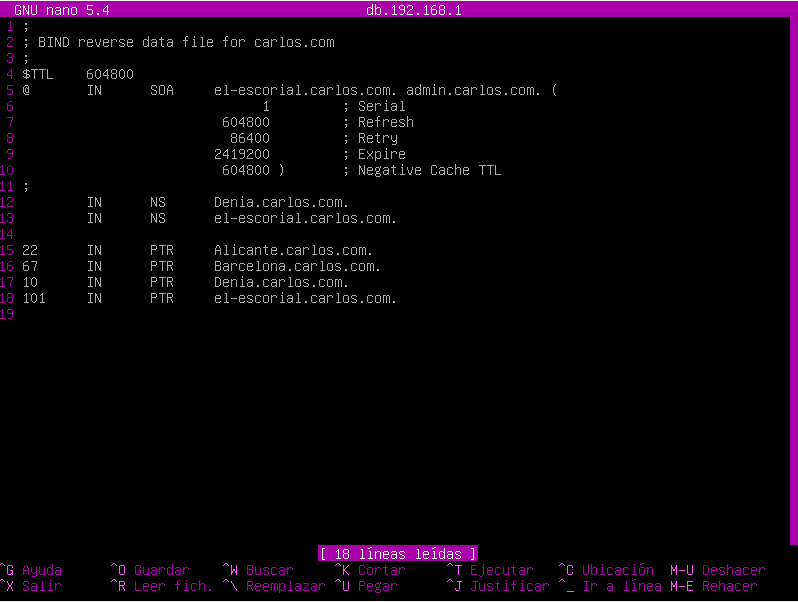 GNU nano 5.4 db.192.168.1
1 ;
2 ; BIND reverse data file for carlos.com
3 ;
4 $TTL 604800
5 @ IN SOA el-escorial.carlos.com. admin.carlos.com. (
6 1 ; Serial
7 604800 ; Refresh
8 86400 ; Retry
9 2419200 ; Expire
10 604800 ) ; Negative Cache TTL
11 ;
12 IN NS Denia.carlos.com.
13 IN NS el-escorial.carlos.com.
14
15 22 IN PTR Alicante.carlos.com.
16 67 IN PTR Barcelona.carlos.com.
17 10 IN PTR Denia.carlos.com.
18 101 IN PTR el-escorial.carlos.com.
19
[ 18 líneas leídas ]
^G Ayuda ^O Guardar ^W Buscar ^K Cortar ^T Ejecutar ^C Ubicación M-U Deshacer
^X Salir ^R Leer fich. ^\ Reemplazar ^U Pegar ^J Justificar ^_ Ir a línea M-E Rehacer